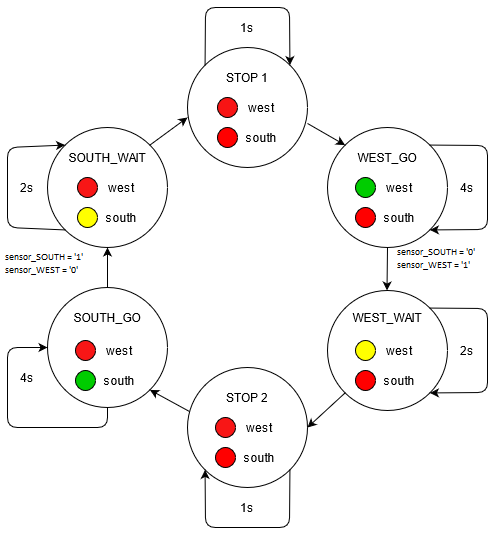 1s
STOP 1
west
south
SOUTH_WAIT
west
south
2s
WEST_GO
west
south
4s
sensor_SOUTH = '1'
sensor_WEST = '0'
sensor_SOUTH = '0'
sensor_WEST = '1'
SOUTH_GO
west
south
4s
WEST_WAIT
west
south
2s
STOP 2
west
south
1s